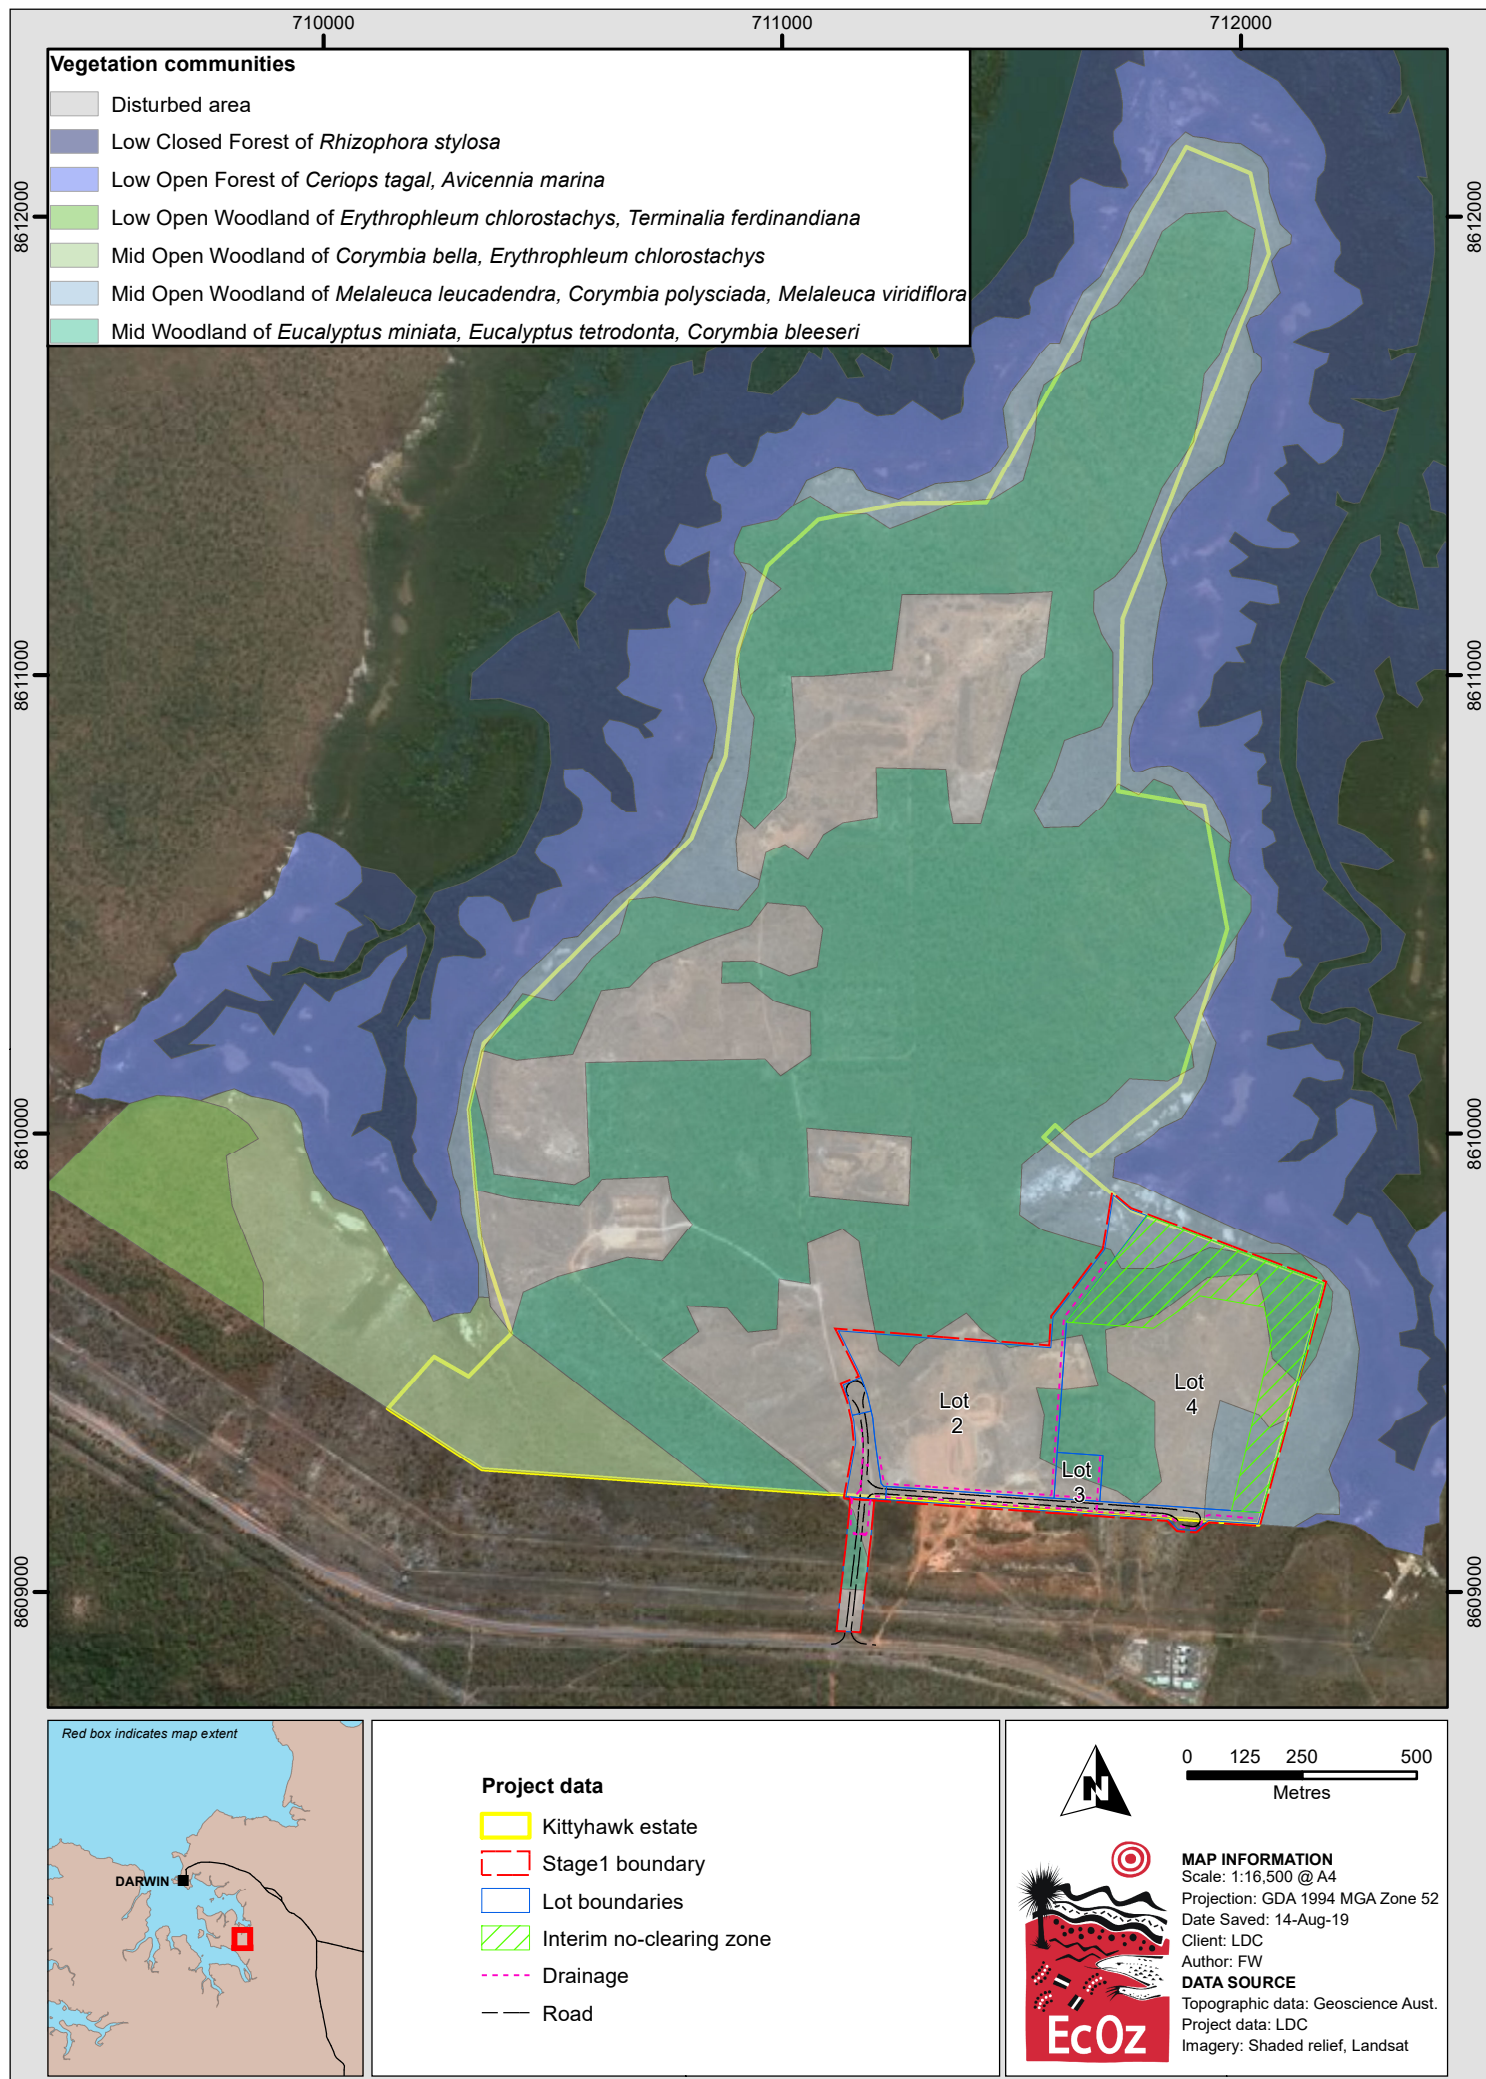 710000
711000
712000
Vegetation communities
Disturbed area
Low Closed Forest of Rhizophora stylosa
Low Open Forest of Ceriops tagal, Avicennia marina
Low Open Woodland of Erythrophleum chlorostachys, Terminalia ferdinandiana
Mid Open Woodland of Corymbia bella, Erythrophleum chlorostachys
Mid Open Woodland of Melaleuca leucadendra, Corymbia polysciada, Melaleuca viridiflora
Mid Woodland of Eucalyptus miniata, Eucalyptus tetrodonta, Corymbia bleeseri
8612000
8612000
8611000
8611000
8610000
8610000
8609000
8609000
Lot
2
Lot
4
Lot
3
Red box indicates map extent
DARWIN
Project data
Kittyhawk estate
Stage1 boundary
Lot boundaries
Interim no-clearing zone
Drainage
Road
N
0 125 250 500
Metres
MAP INFORMATION
Scale: 1:16,500 @ A4
Projection: GDA 1994 MGA Zone 52
Date Saved: 14-Aug-19
Client: LDC
Author: FW
DATA SOURCE
Topographic data: Geoscience Aust.
Project data: LDC
Imagery: Shaded relief, Landsat
EcOz